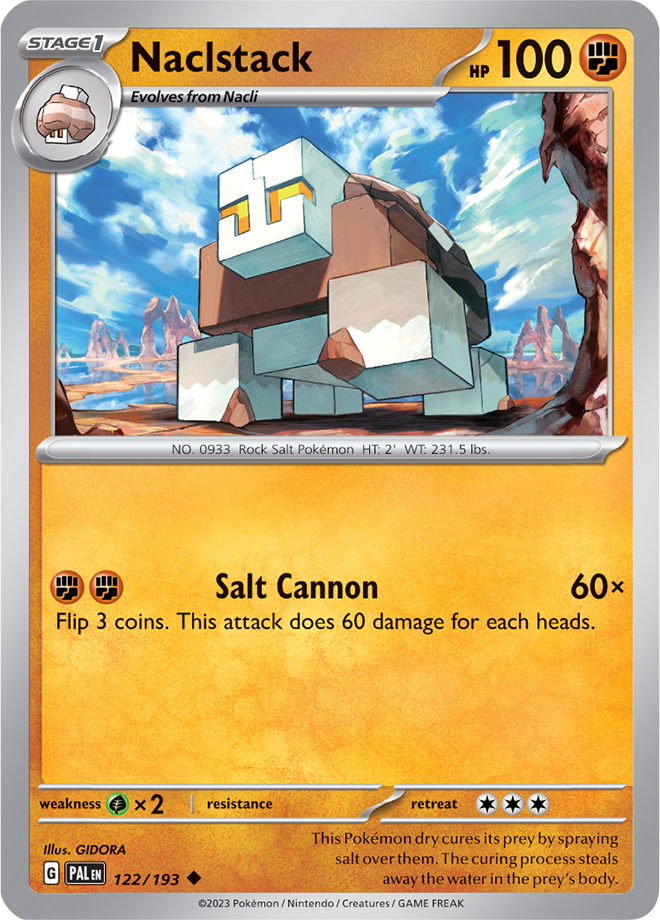 STAGE 1
Naclstack
HP 100
Evolves from Nacli
NO. 0933 Rock Salt Pokémon HT: 2' WT: 231.5 lbs.
Salt Cannon 60×
Flip 3 coins. This attack does 60 damage for each heads.
weakness ×2 resistance retreat
Illus. GIDORA
This Pokémon dry cures its prey by spraying
salt over them. The curing process steals
away the water in the prey's body.
G PAL EN 122/193
©2023 Pokémon / Nintendo / Creatures / GAME FREAK